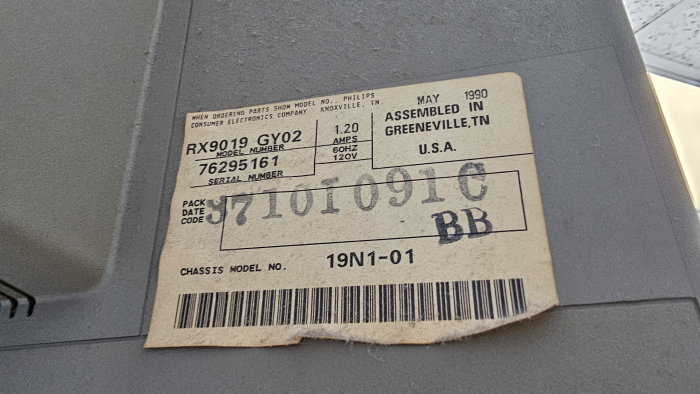 WHEN ORDERING PARTS SHOW MODEL NO., PHILIPS
CONSUMER ELECTRONICS COMPANY KNOXVILLE, TN.
RX9019 GY02
MODEL NUMBER
76295161
SERIAL NUMBER
1.20
AMPS
60HZ
120V
MAY 1990
ASSEMBLED IN
GREENEVILLE,TN
U.S.A.
PACK
DATE
CODE
37101091C
BB
CHASSIS MODEL NO. 19N1-01